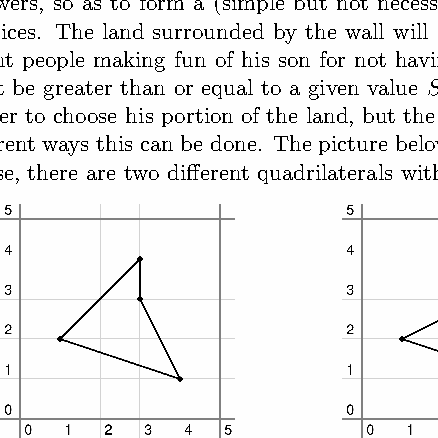 wers, so as to form a (simple but not necess
ices. The land surrounded by the wall will
nt people making fun of his son for not havi
t be greater than or equal to a given value S
er to choose his portion of the land, but the
rent ways this can be done. The picture belo
se, there are two different quadrilaterals with
5 5
4 4
3 3
2 2
1 1
0 0
0 1 2 3 4 5 0 1